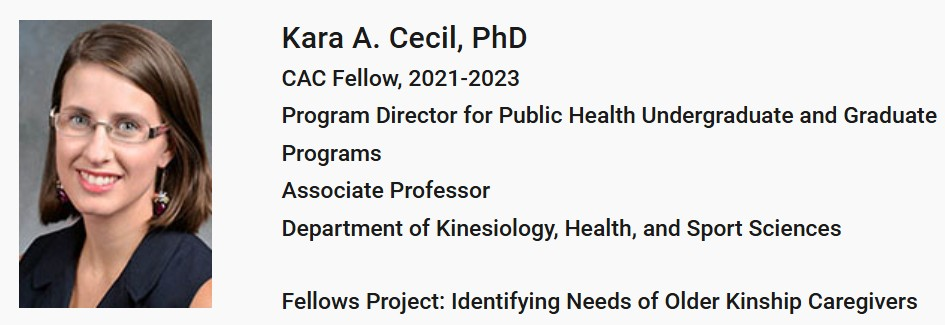 Kara A. Cecil, PhD
CAC Fellow, 2021-2023
Program Director for Public Health Undergraduate and Graduate
Programs
Associate Professor
Department of Kinesiology, Health, and Sport Sciences
Fellows Project: Identifying Needs of Older Kinship Caregivers